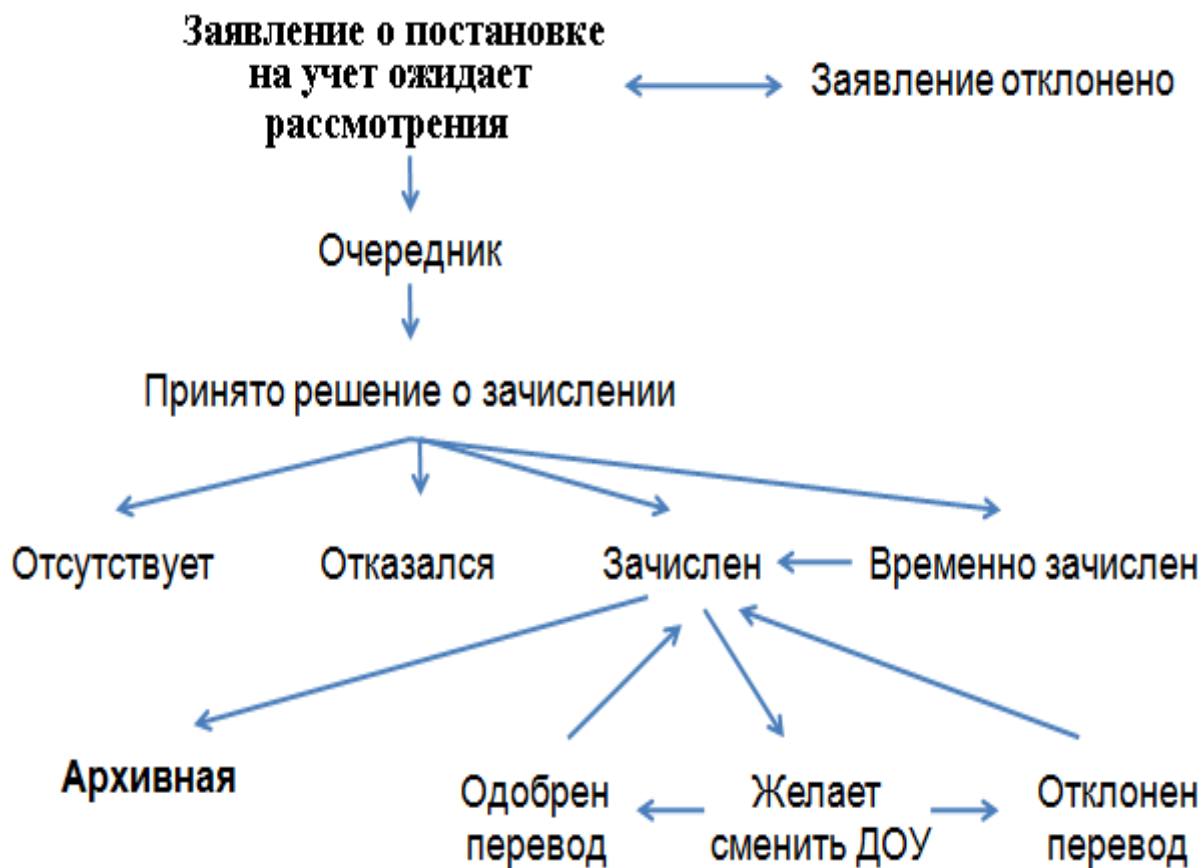 Заявление о постановке
на учет ожидает
рассмотрения
Заявление отклонено
Очередник
Принято решение о зачислении
Отсутствует
Отказался
Зачислен
Временно зачислен
Архивная
Одобрен
перевод
Желает
сменить ДОУ
Отклонен
перевод